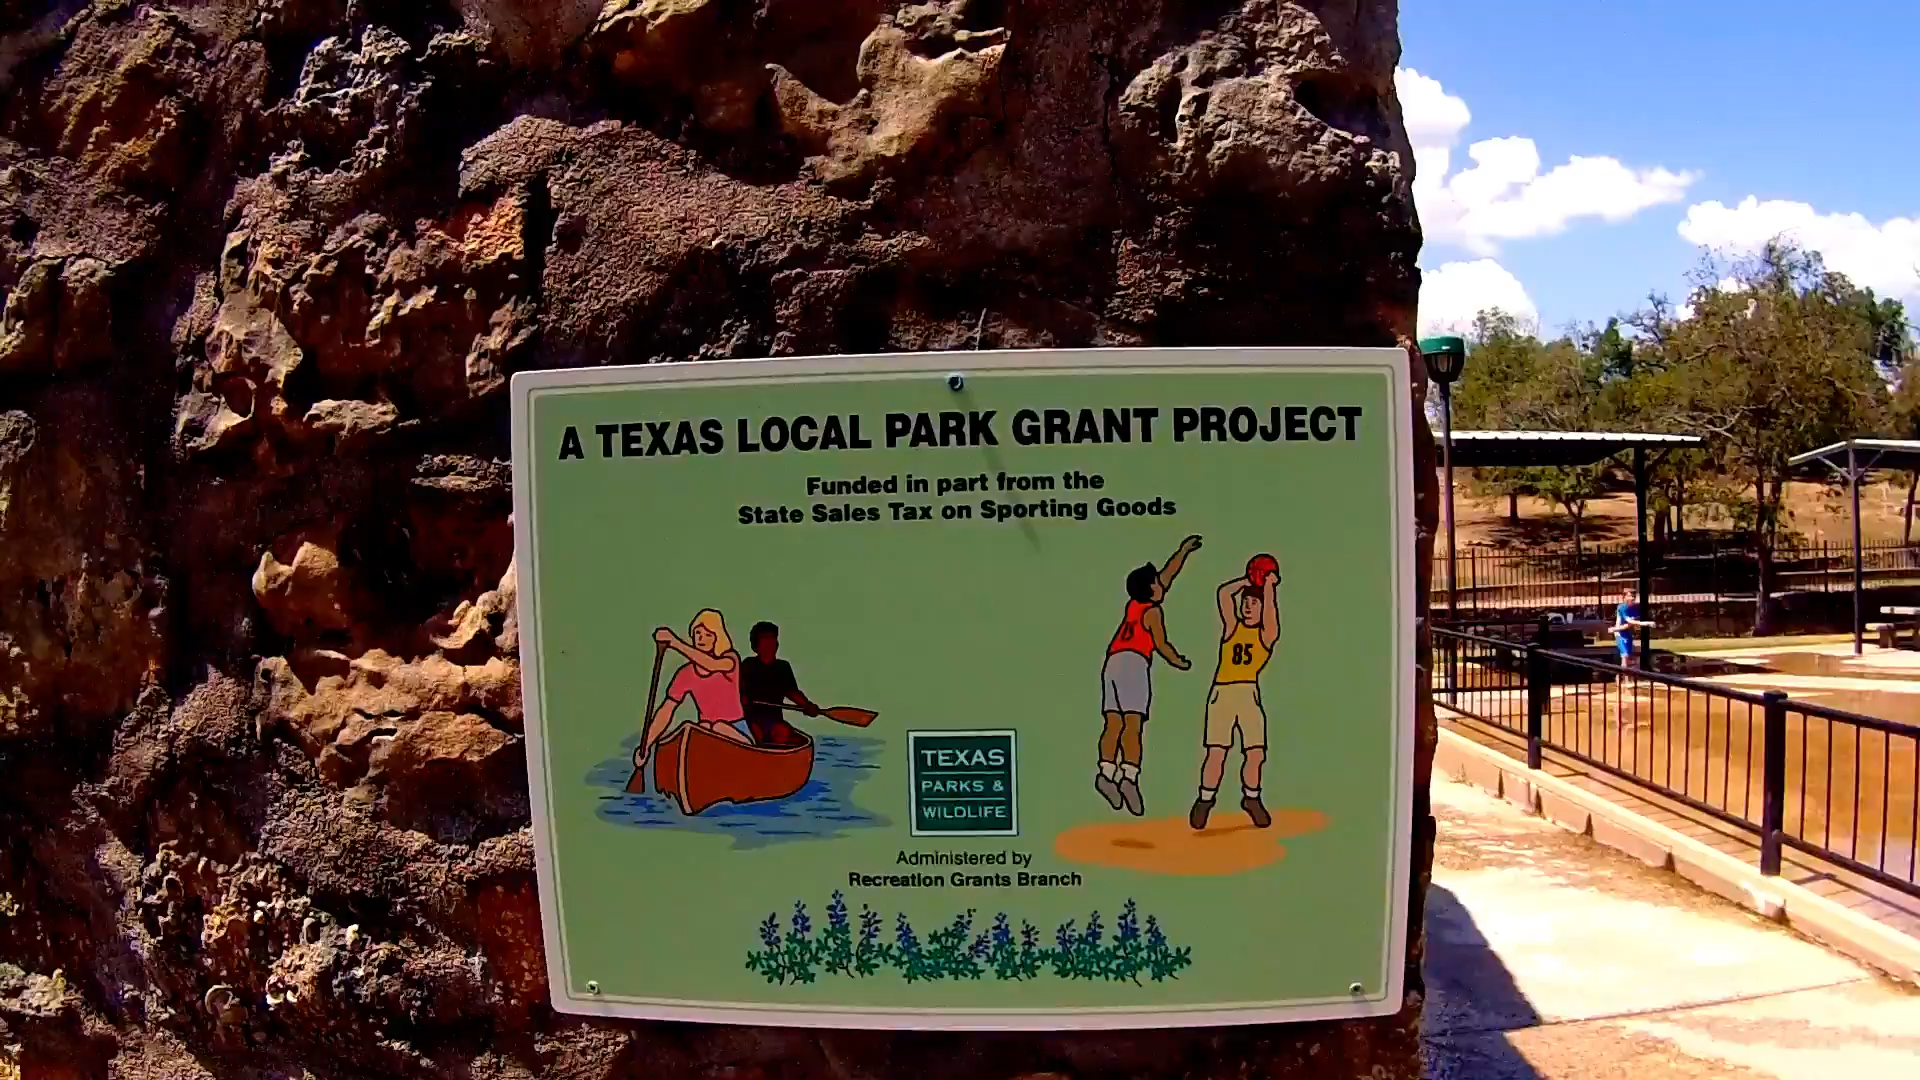 A TEXAS LOCAL PARK GRANT PROJECT
Funded in part from the
State Sales Tax on Sporting Goods
85
TEXAS
PARKS &
WILDLIFE
Administered by
Recreation Grants Branch